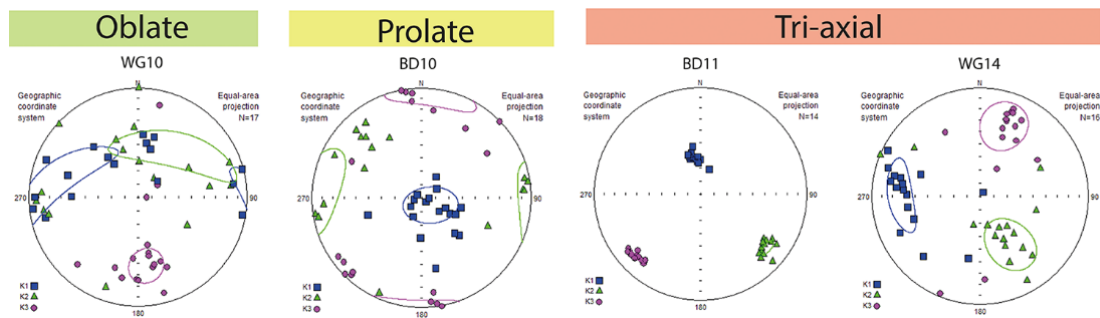 Oblate
Prolate
Tri-axial
WG10
BD10
BD11
WG14
Geographic
coordinate
system
N
Equal-area
projection
N=17
270
90
180
K1
K2
K3
Geographic
coordinate
system
N
Equal-area
projection
N=18
270
90
180
K1
K2
K3
Geographic
coordinate
system
N
Equal-area
projection
N=14
270
90
180
K1
K2
K3
Geographic
coordinate
system
N
Equal-area
projection
N=16
270
90
180
K1
K2
K3